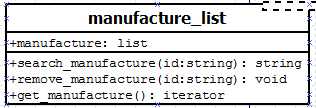 manufacture_list
+manufacture: list
+search_manufacture(id:string): string
+remove_manufacture(id:string): void
+get_manufacture(): iterator